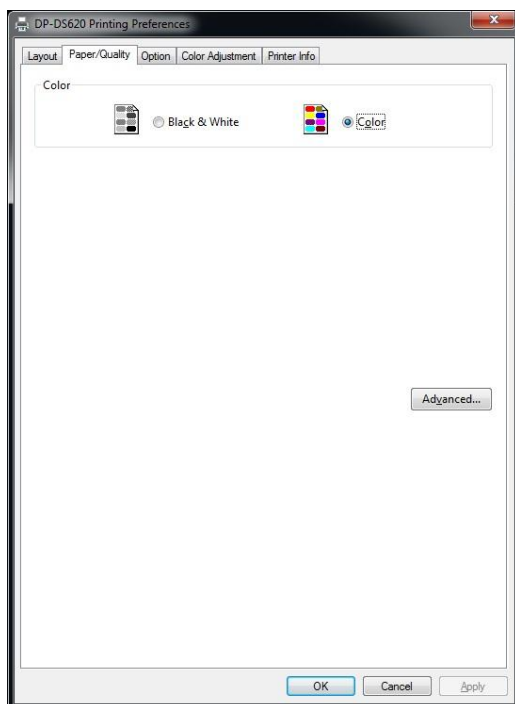 DP-DS620 Printing Preferences
Layout Paper/Quality Option Color Adjustment Printer Info
Color
Black & White Color
Advanced...
OK Cancel Apply